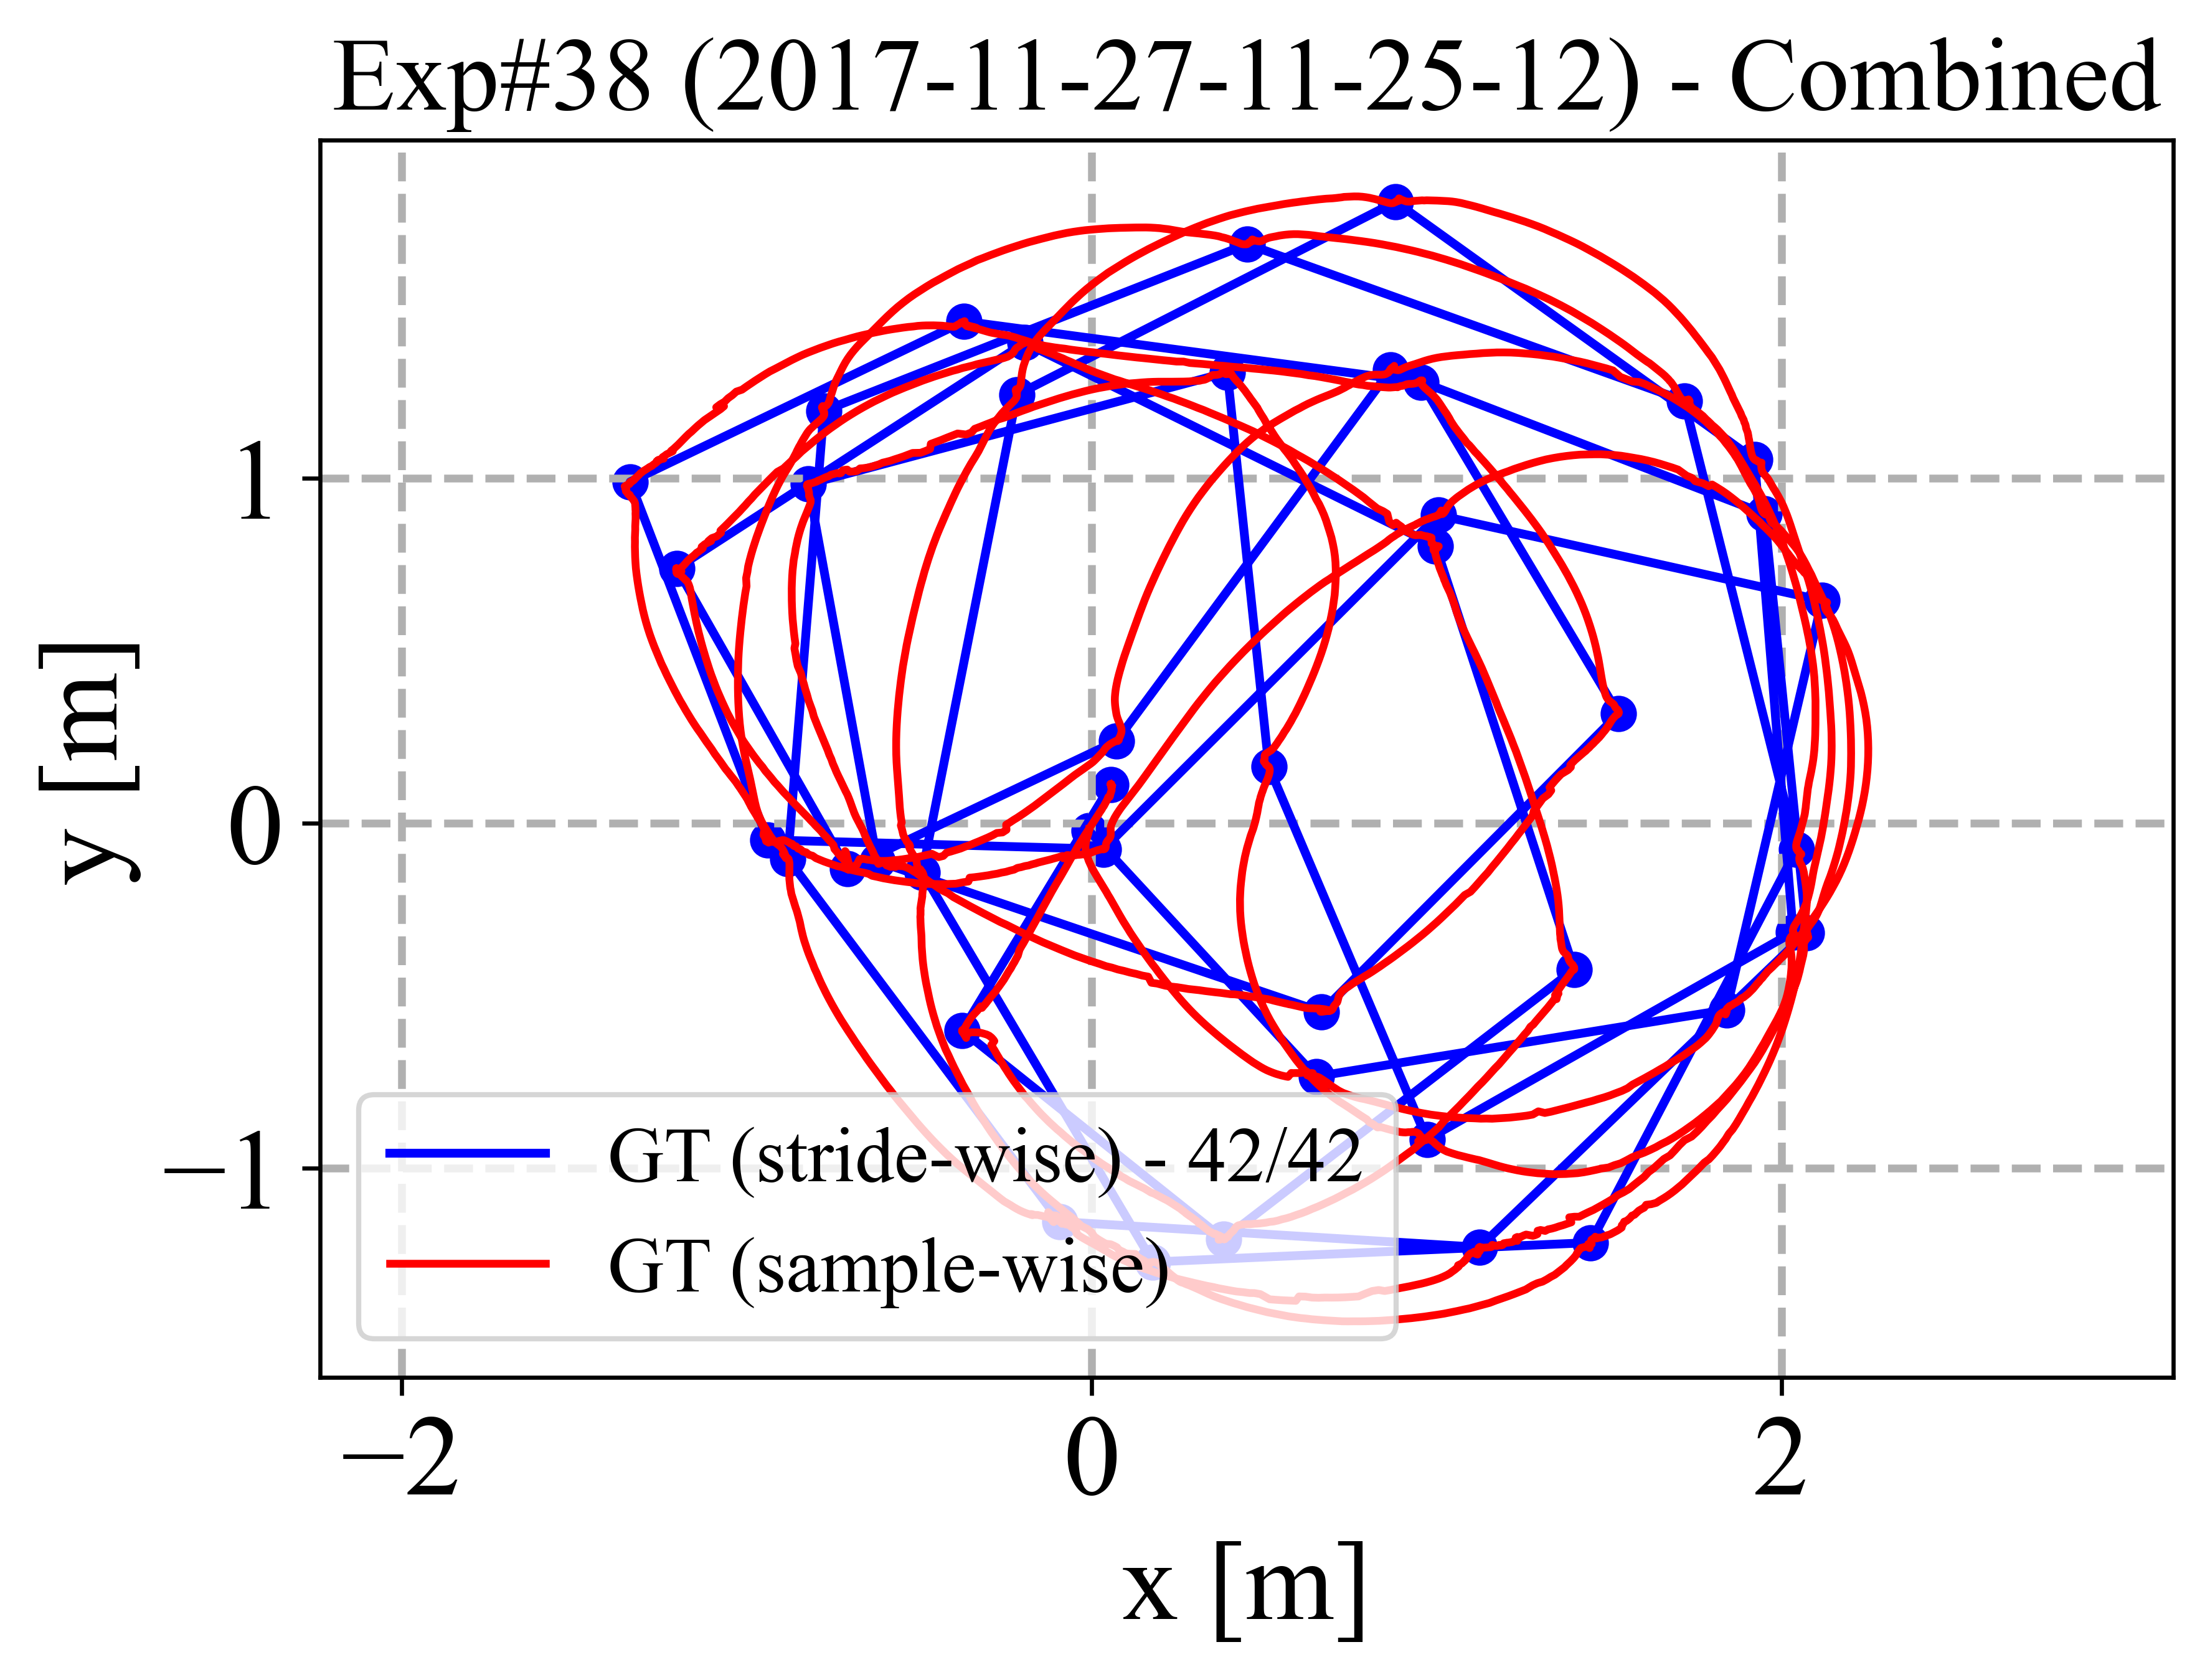 Exp#38 (2017-11-27-11-25-12) - Combined
y [m]
1
0
−1
GT (stride-wise) - 42/42
GT (sample-wise)
−2
0
2
x [m]